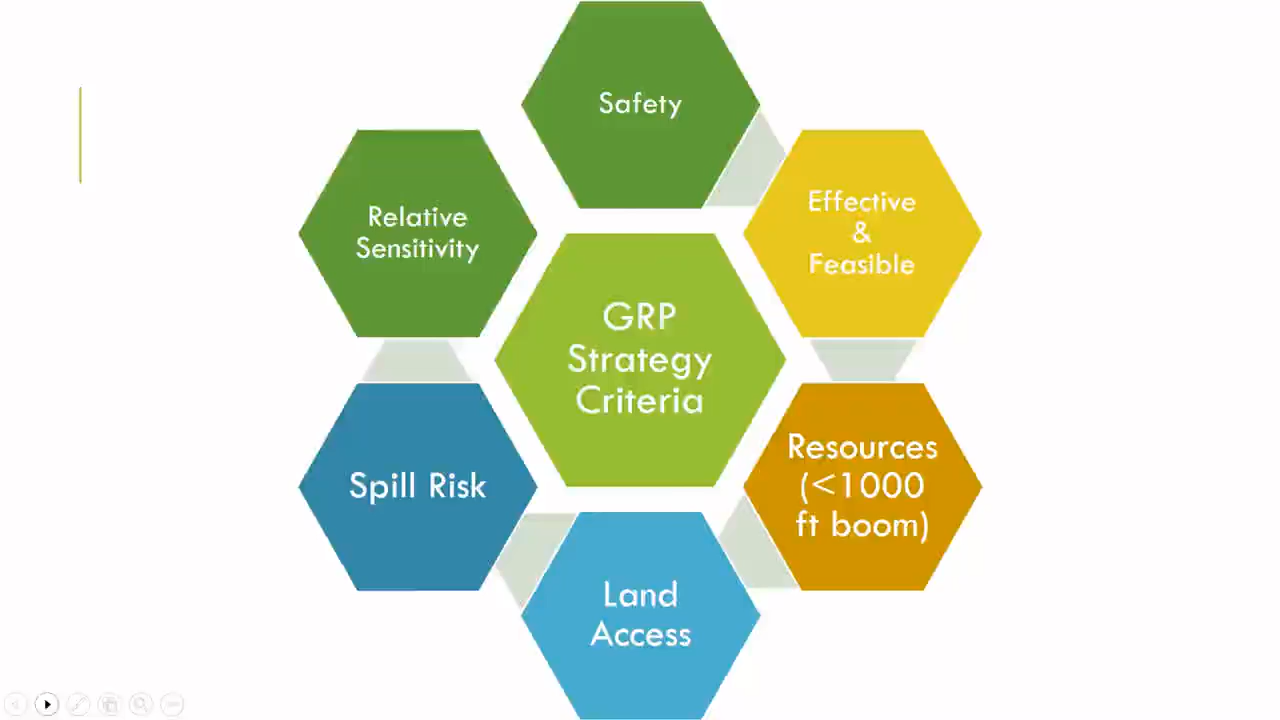 Safety
Relative
Sensitivity
Effective
&
Feasible
GRP
Strategy
Criteria
Spill Risk
Resources
(<1000
ft boom)
Land
Access